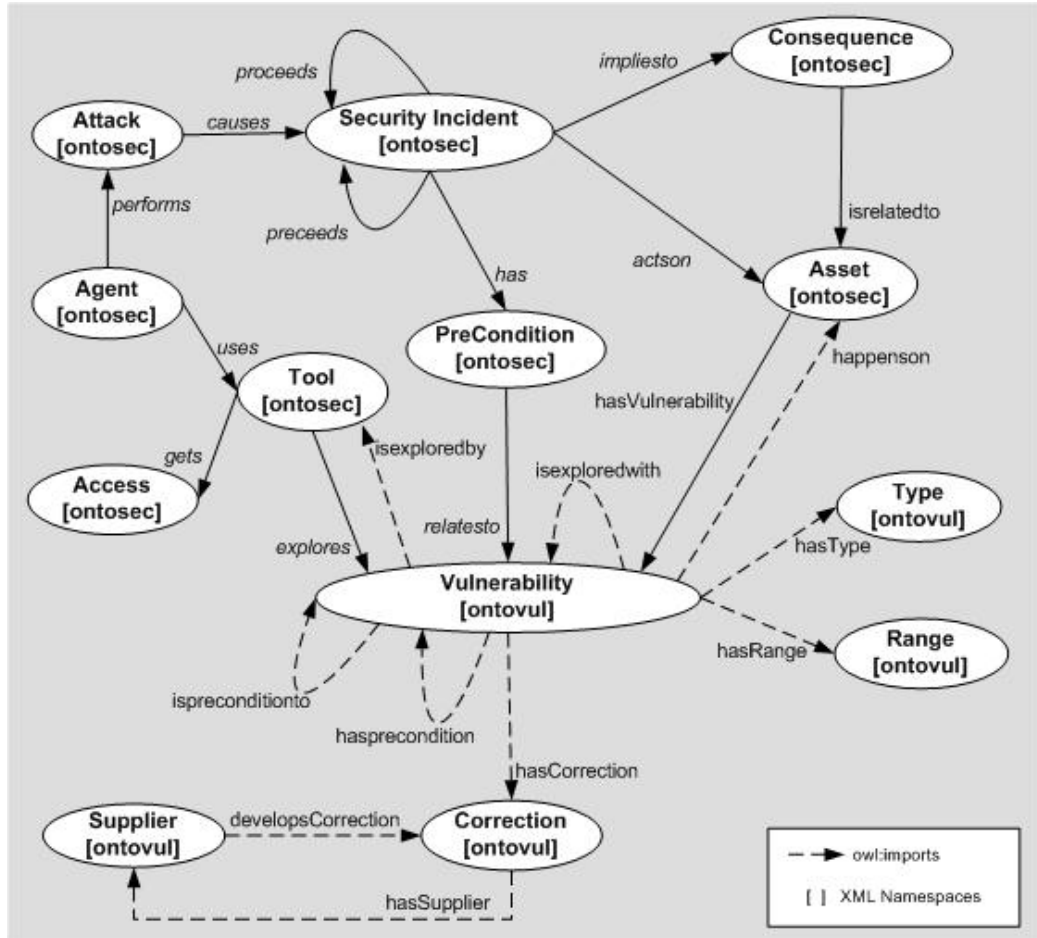 Consequence
[ontosec]
proceeds
impliesto
Attack
[ontosec]
causes
Security Incident
[ontosec]
performs
preceeds
isrelatedto
has
actson
Asset
[ontosec]
Agent
[ontosec]
PreCondition
[ontosec]
uses
happenson
Tool
[ontosec]
hasVulnerability
gets
isexploredby
isexploredwith
Access
[ontosec]
Type
[ontovul]
explores
relatesto
hasType
Vulnerability
[ontovul]
hasRange
Range
[ontovul]
ispreconditionto
hasprecondition
hasCorrection
Supplier
[ontovul]
developsCorrection
Correction
[ontovul]
hasSupplier
owl:imports
[ ] XML Namespaces